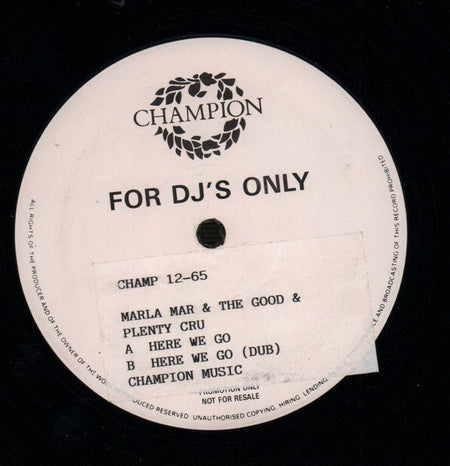 CHAMPION
FOR DJ'S ONLY
CHAMP 12-65
MARLA MAR & THE GOOD &
PLENTY CRU
A HERE WE GO
B HERE WE GO (DUB)
CHAMPION MUSIC
PROMOTION ONLY
NOT FOR RESALE
ALL RIGHTS OF THE PRODUCER AND OF THE OWNER OF THE WORK REPRODUCED RESERVED. UNAUTHORISED COPYING, HIRING, LENDING, AND BROADCASTING OF THIS RECORD PROHIBITED